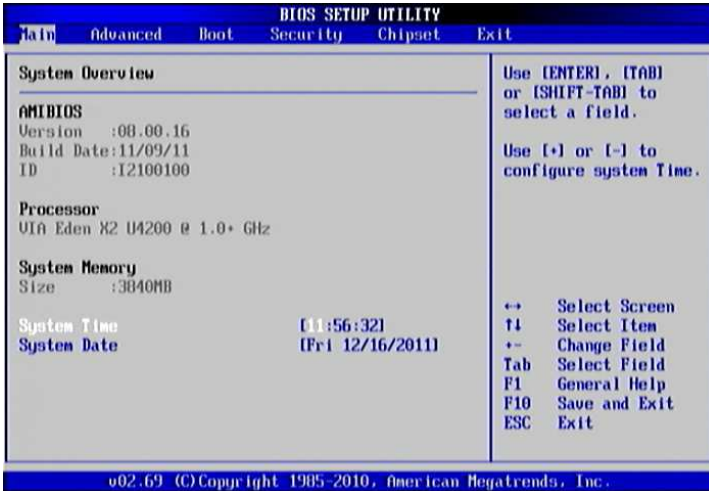 BIOS SETUP UTILITY
Main Advanced Boot Security Chipset Exit
System Overview
AMIBIOS
Version :08.00.16
Build Date:11/09/11
ID :I2100100
Processor
VIA Eden X2 U4200 @ 1.0+ GHz
System Memory
Size :3840MB
System Time [11:56:32]
System Date [Fri 12/16/2011]
Use [ENTER], [TAB]
or [SHIFT-TAB] to
select a field.
Use [+] or [-] to
configure system Time.
↔ Select Screen
↑↓ Select Item
+- Change Field
Tab Select Field
F1 General Help
F10 Save and Exit
ESC Exit
v02.69 (C)Copyright 1985-2010, American Megatrends, Inc.